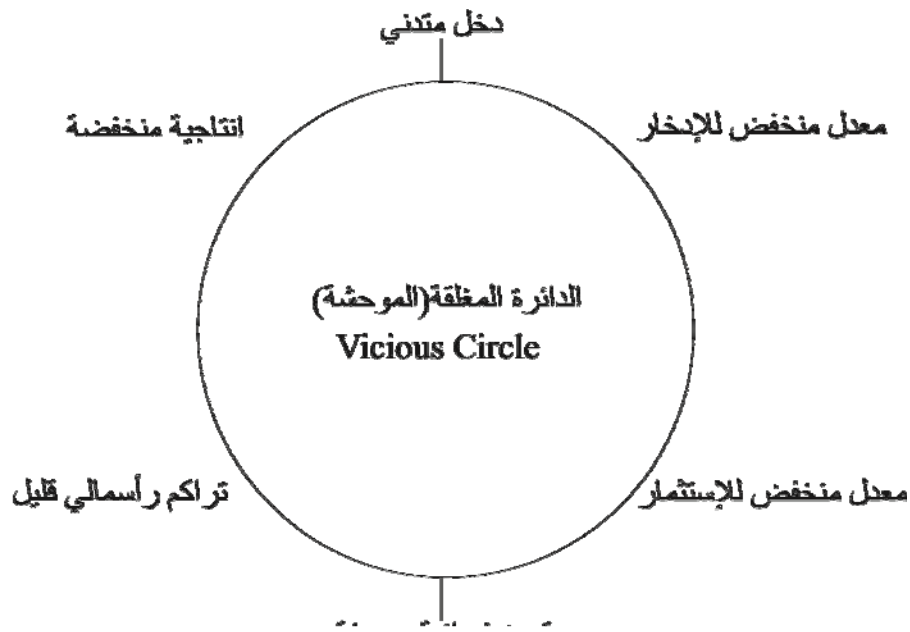 دخل متدني
معدل منخفض للإدخار
انتاجية منخفضة
الدائرة المغلقة(الموحشة)
Vicious Circle
معدل منخفض للإستثمار
تراكم رأسمالي قليل